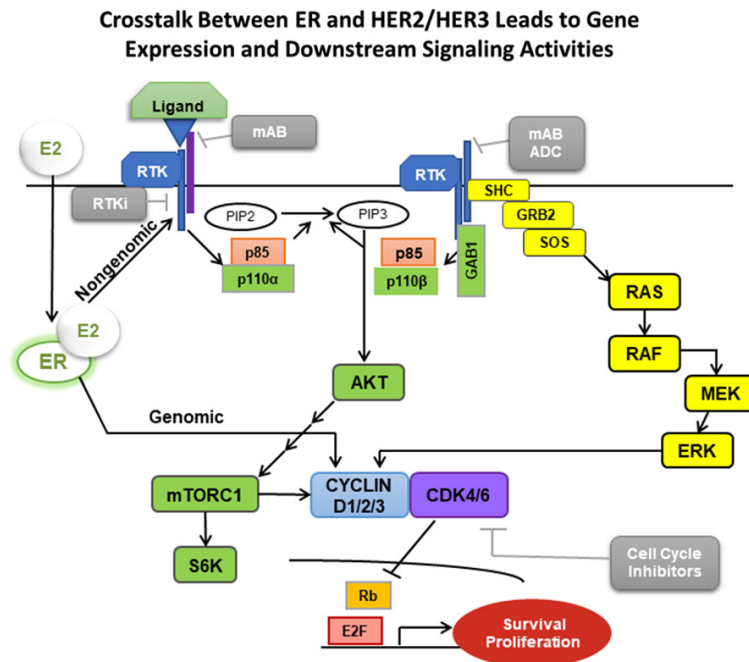 Crosstalk Between ER and HER2/HER3 Leads to Gene
Expression and Downstream Signaling Activities
Ligand
mAB
mAB
ADC
E2
RTK
RTK
SHC
RTKi
PIP2
PIP3
GRB2
SOS
Nongenomic
p85
p110α
p85
p110β
GAB1
RAS
E2
ER
RAF
AKT
MEK
Genomic
ERK
mTORC1
CYCLIN
D1/2/3
CDK4/6
S6K
Cell Cycle
Inhibitors
Rb
E2F
Survival
Proliferation